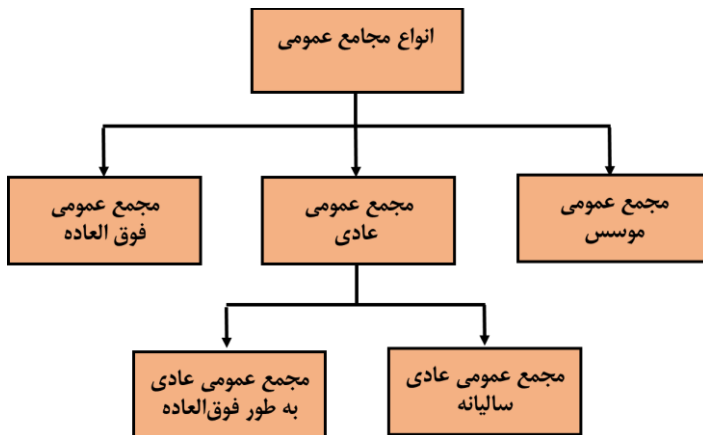 انواع مجامع عمومی
مجمع عمومی
موسس
مجمع عمومی
عادی
مجمع عمومی
فوق العاده
مجمع عمومی عادی
سالیانه
مجمع عمومی عادی
به طور فوق‌العاده